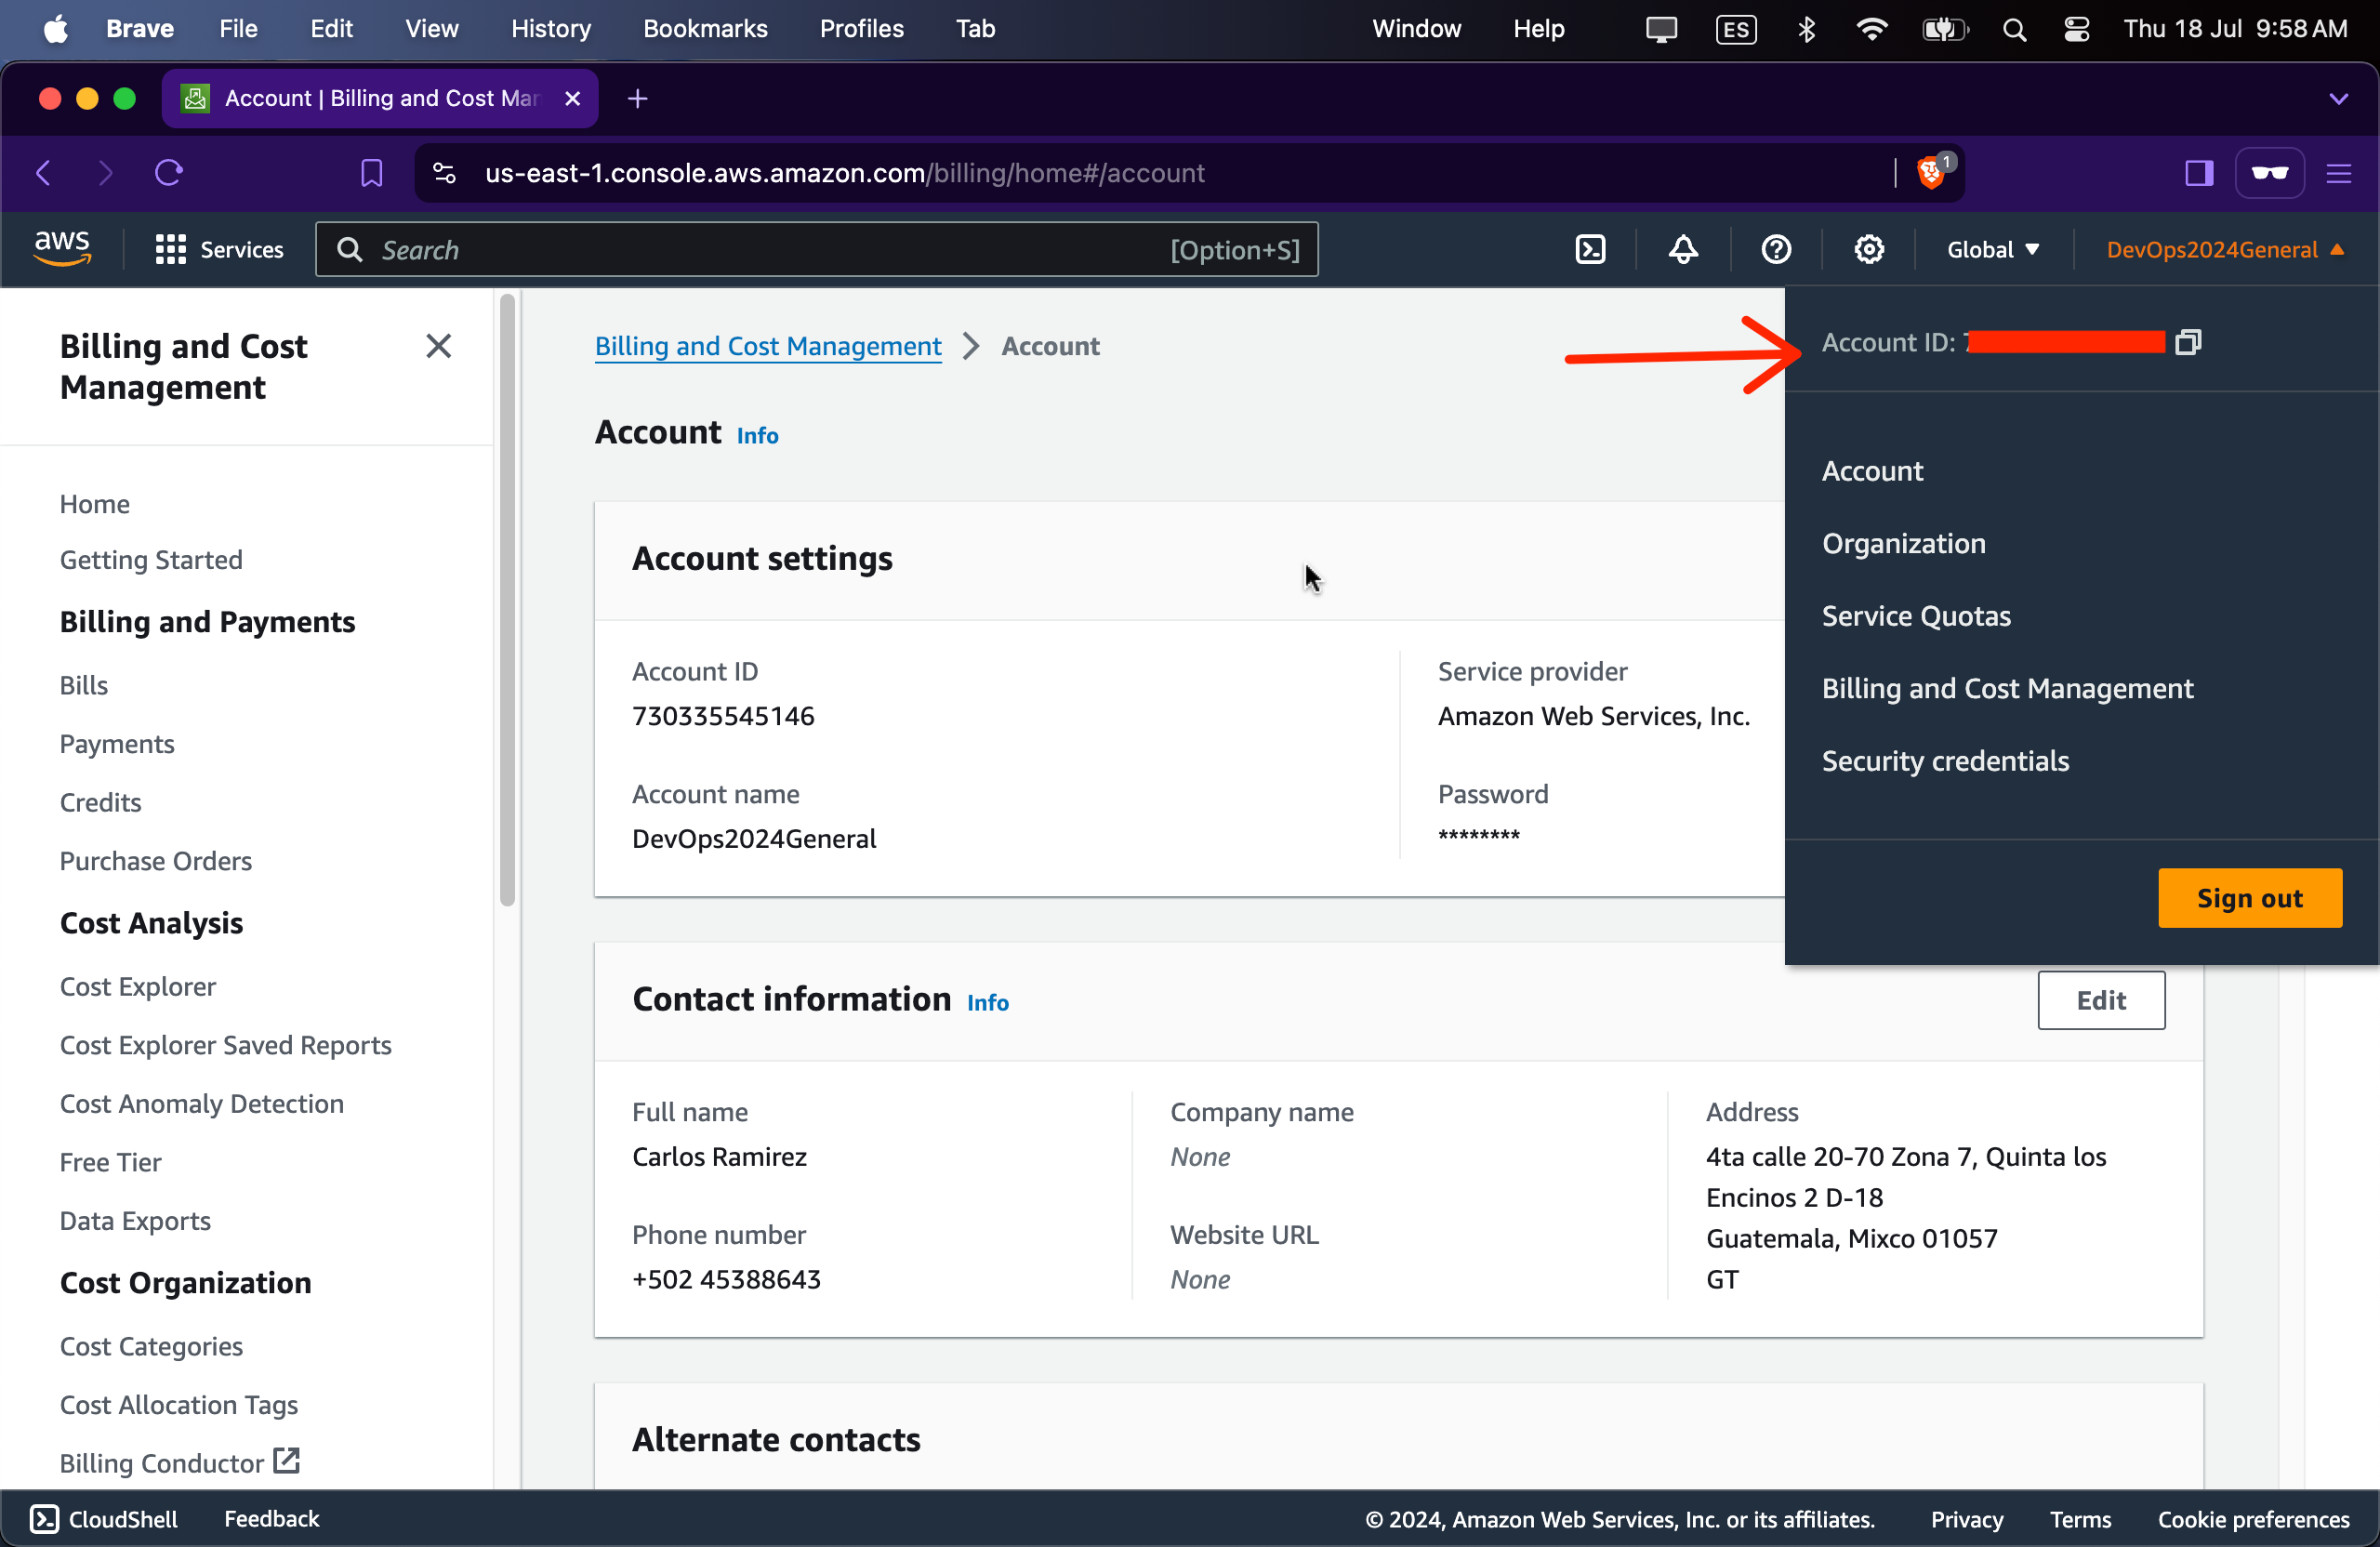 Brave File Edit View History Bookmarks Profiles Tab Window Help ES Thu 18 Jul 9:58 AM
Account | Billing and Cost Mar
us-east-1.console.aws.amazon.com/billing/home#/account 1
aws Services Search [Option+S] Global DevOps2024General
Billing and Cost
Management
Home
Getting Started
Billing and Payments
Bills
Payments
Credits
Purchase Orders
Cost Analysis
Cost Explorer
Cost Explorer Saved Reports
Cost Anomaly Detection
Free Tier
Data Exports
Cost Organization
Cost Categories
Cost Allocation Tags
Billing Conductor
Billing and Cost Management > Account
Account Info
Account settings
Account ID
730335545146
Account name
DevOps2024General
Service provider
Amazon Web Services, Inc.
Password
********
Contact information Info
Edit
Full name
Carlos Ramirez
Phone number
+502 45388643
Company name
None
Website URL
None
Address
4ta calle 20-70 Zona 7, Quinta los
Encinos 2 D-18
Guatemala, Mixco 01057
GT
Alternate contacts
Account ID:
Account
Organization
Service Quotas
Billing and Cost Management
Security credentials
Sign out
CloudShell Feedback © 2024, Amazon Web Services, Inc. or its affiliates. Privacy Terms Cookie preferences